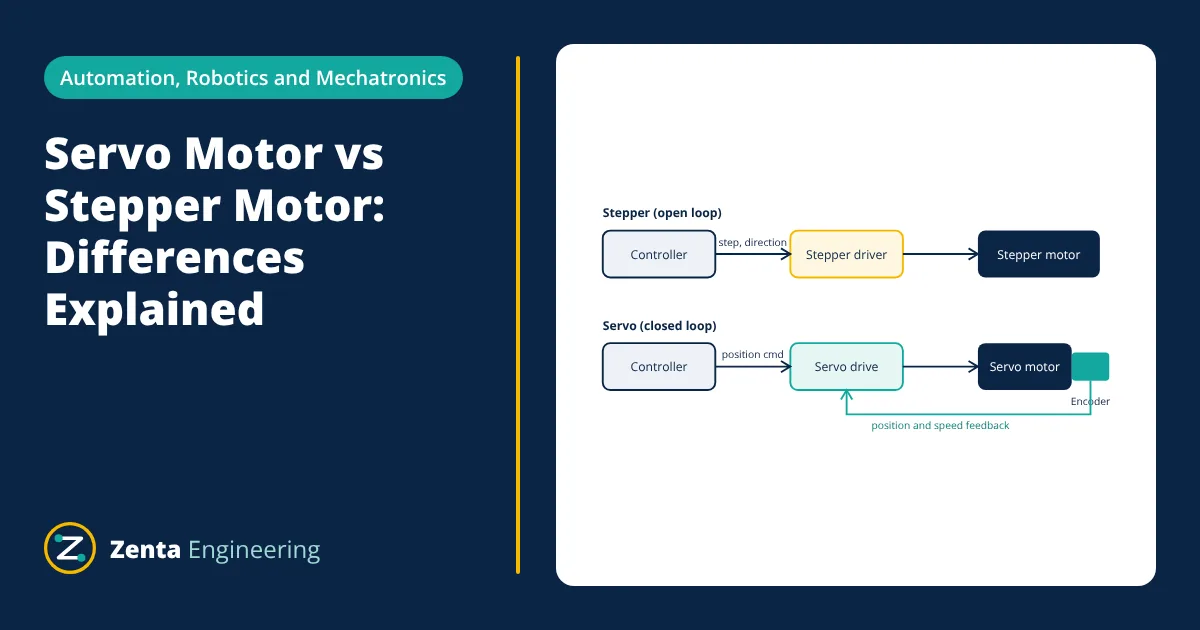 Automation, Robotics and Mechatronics
Servo Motor vs
Stepper Motor:
Differences
Explained
Zenta Engineering
Stepper (open loop)
Controller
step, direction
Stepper driver
Stepper motor
Servo (closed loop)
Controller
position cmd
Servo drive
Servo motor
Encoder
position and speed feedback